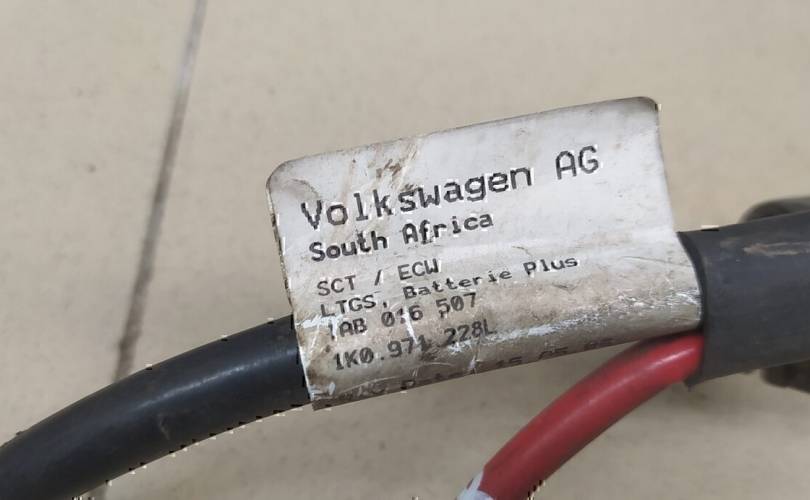 Volkswagen AG
South Africa
SCT / ECW
LTGS. Batterie Plus
1AB 016 507
1K0.971 228L